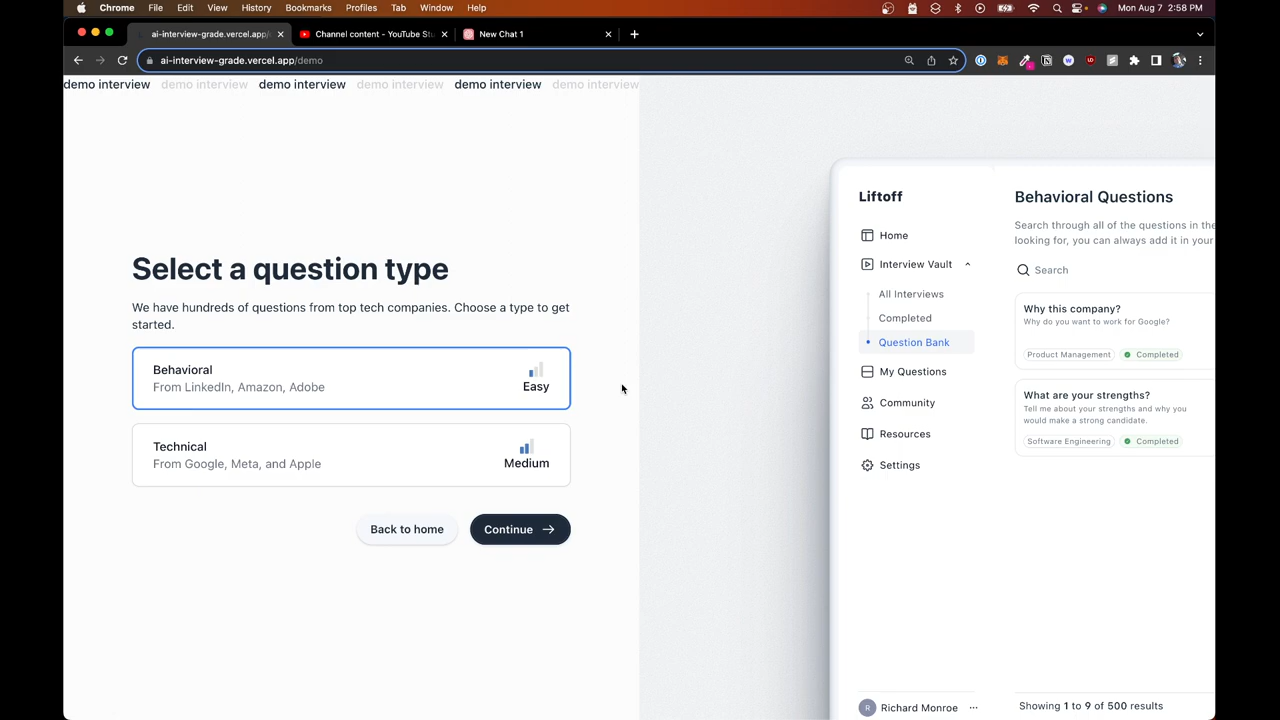 Chrome File Edit View History Bookmarks Profiles Tab Window Help Mon Aug 7 2:58 PM
ai-interview-grade.vercel.app/ Channel content - YouTube Stu New Chat 1
ai-interview-grade.vercel.app/demo
demo interview demo interview demo interview demo interview demo interview demo interview
Select a question type
We have hundreds of questions from top tech companies. Choose a type to get
started.
Behavioral
From LinkedIn, Amazon, Adobe
Easy
Technical
From Google, Meta, and Apple
Medium
Back to home
Continue
Liftoff
Home
Interview Vault
All Interviews
Completed
Question Bank
My Questions
Community
Resources
Settings
R Richard Monroe ...
Behavioral Questions
Search through all of the questions in the
looking for, you can always add it in your
Search
Why this company?
Why do you want to work for Google?
Product Management Completed
What are your strengths?
Tell me about your strengths and why you
would make a strong candidate.
Software Engineering Completed
Showing 1 to 9 of 500 results